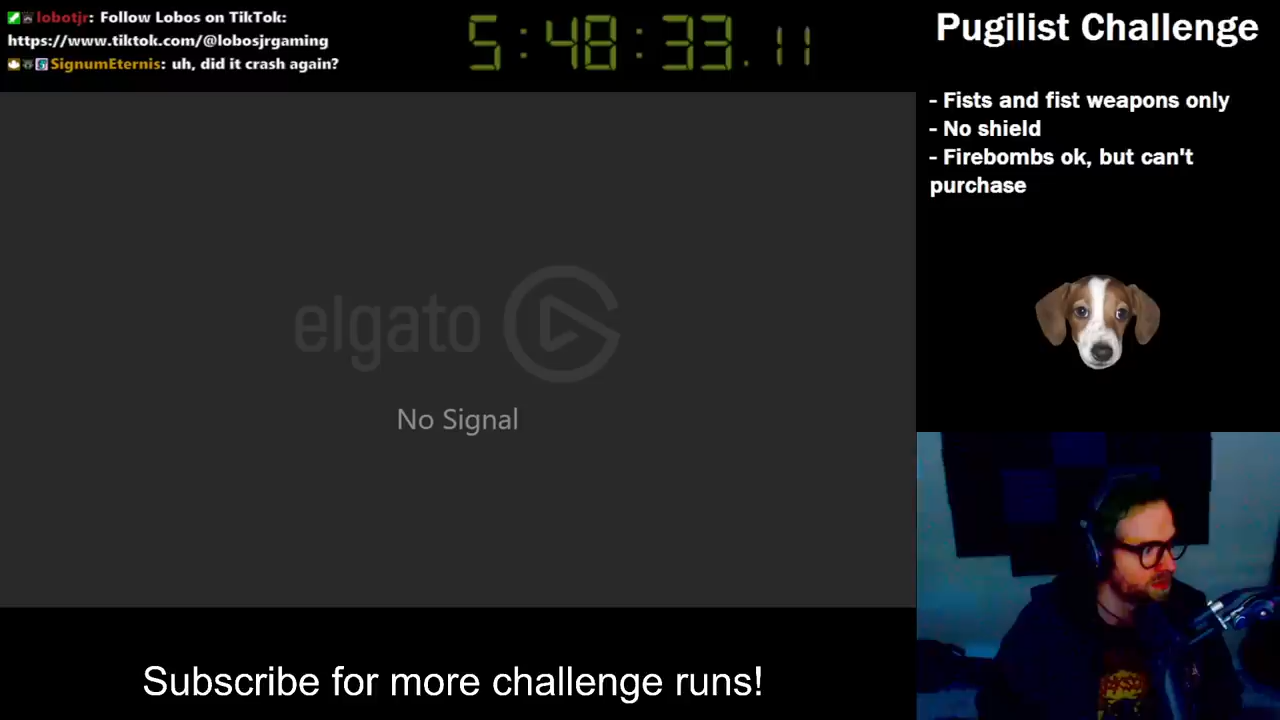 lobotjr: Follow Lobos on TikTok:
https://www.tiktok.com/@lobosjrgaming
SignumEternis: uh, did it crash again?
5:48:33.11
Pugilist Challenge
- Fists and fist weapons only
- No shield
- Firebombs ok, but can't
purchase
elgato
No Signal
Subscribe for more challenge runs!